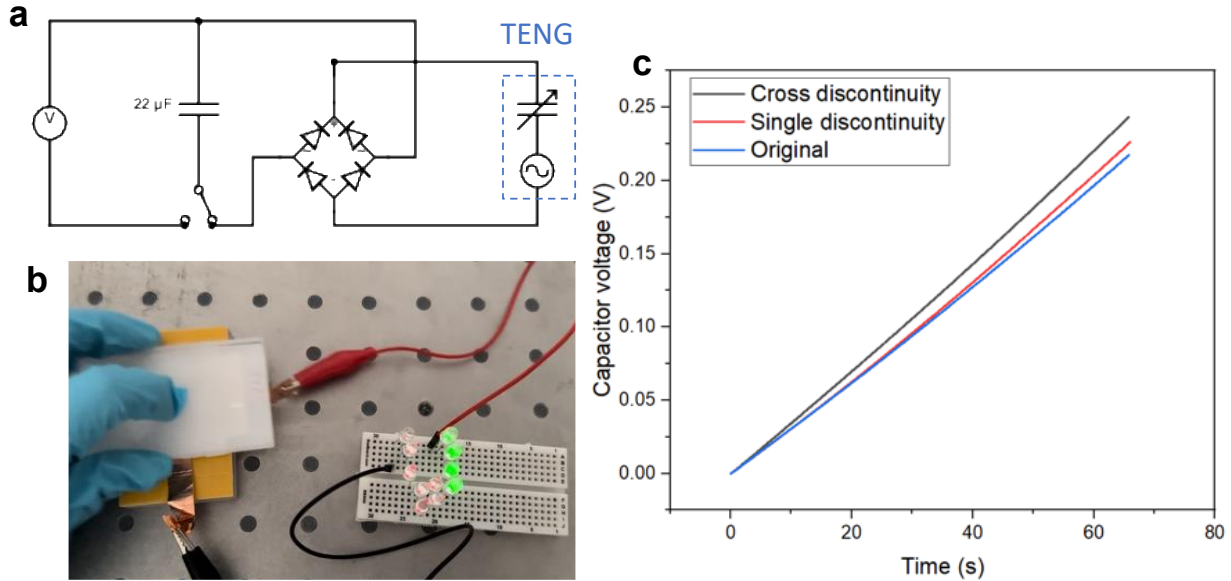 a
TENG
22 µF
V
+
-
b
c
Cross discontinuity
Single discontinuity
Original
0.25
0.20
0.15
0.10
0.05
0.00
Capacitor voltage (V)
0
20
40
60
80
Time (s)